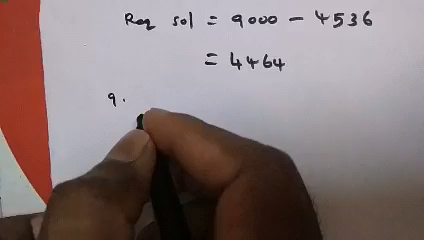 Req sol = 9000 - 4536
= 4464
9.